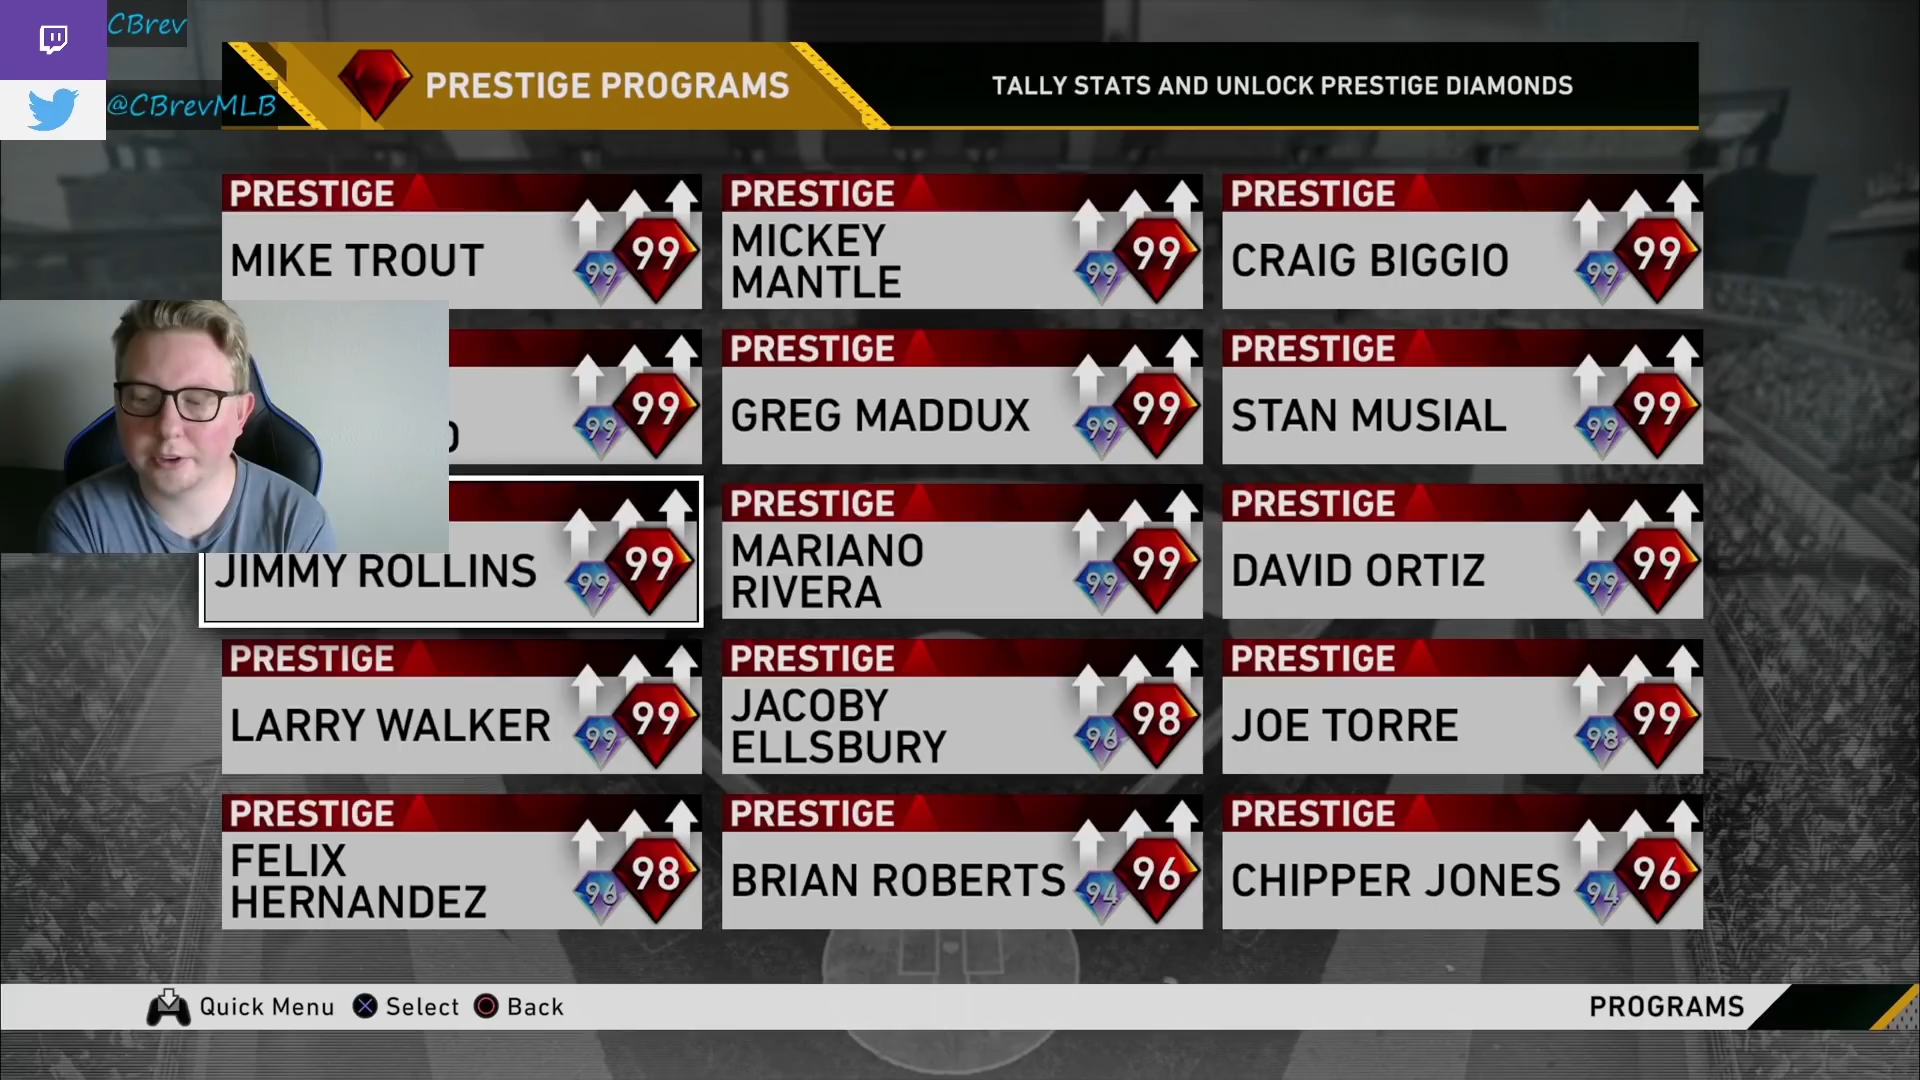 CBrev
@CBrevMLB
PRESTIGE PROGRAMS
TALLY STATS AND UNLOCK PRESTIGE DIAMONDS
PRESTIGE
MIKE TROUT
99 99
PRESTIGE
MICKEY
MANTLE
99 99
PRESTIGE
CRAIG BIGGIO
99 99
99 99
PRESTIGE
GREG MADDUX
99 99
PRESTIGE
STAN MUSIAL
99 99
JIMMY ROLLINS
99 99
PRESTIGE
MARIANO
RIVERA
99 99
PRESTIGE
DAVID ORTIZ
99 99
PRESTIGE
LARRY WALKER
99 99
PRESTIGE
JACOBY
ELLSBURY
96 98
PRESTIGE
JOE TORRE
98 99
PRESTIGE
FELIX
HERNANDEZ
96 98
PRESTIGE
BRIAN ROBERTS
94 96
PRESTIGE
CHIPPER JONES
94 96
Quick Menu Select Back
PROGRAMS